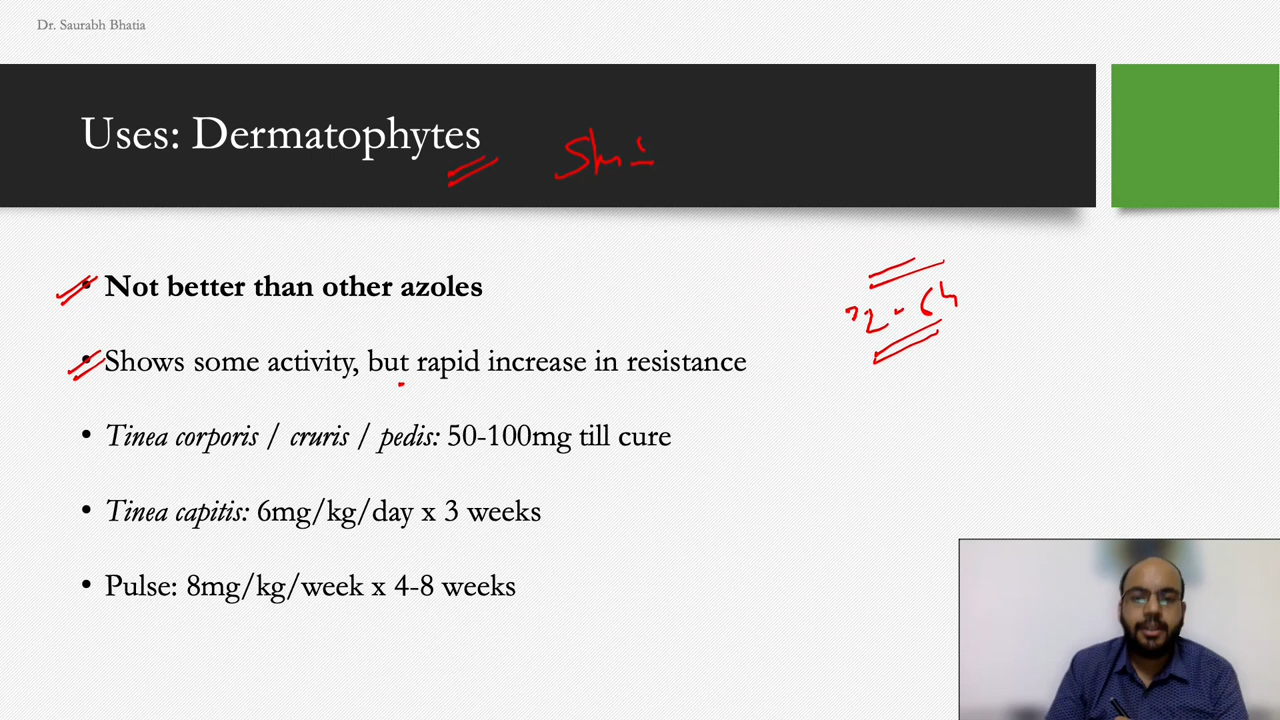 Dr. Saurabh Bhatia
Uses: Dermatophytes
• Not better than other azoles
• Shows some activity, but rapid increase in resistance
• Tinea corporis / cruris / pedis: 50-100mg till cure
• Tinea capitis: 6mg/kg/day x 3 weeks
• Pulse: 8mg/kg/week x 4-8 weeks